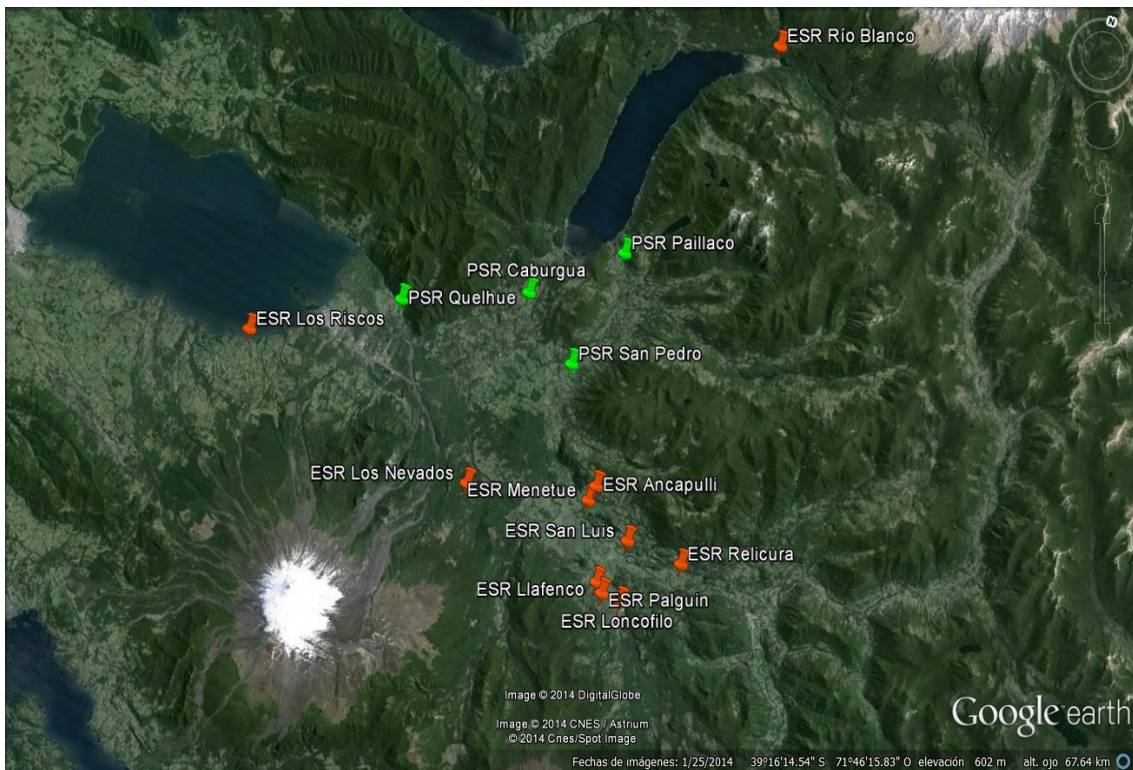 N
ESR Río Blanco
PSR Paillaco
PSR Caburgua
PSR Quelhue
ESR Los Riscos
PSR San Pedro
ESR Los Nevados
ESR Menetue
ESR Ancapulli
ESR San Luis
ESR Relicura
ESR Llafenco
ESR Palguin
ESR Loncofilo
Image © 2014 DigitalGlobe
Image © 2014 CNES / Astrium
© 2014 Cnes/Spot Image
Google earth
Fechas de imágenes: 1/25/2014 39°16'14.54" S 71°46'15.83" O elevación 602 m alt. ojo 67.64 km